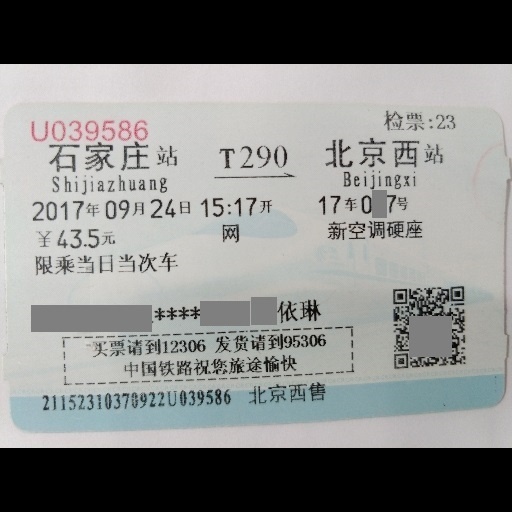 检票:23
U039586
石家庄站 T290 北京西站
Shijiazhuang Beijingxi
2017年09月24日15:17开 17车0 7号
¥43.5元 网 新空调硬座
限乘当日当次车
**** 依琳
买票请到12306 发货请到95306
中国铁路祝您旅途愉快
21152310370922U039586 北京西售